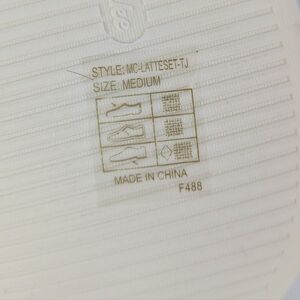 STYLE: MC-LATTESET-TJ
SIZE: MEDIUM
MADE IN CHINA
F488